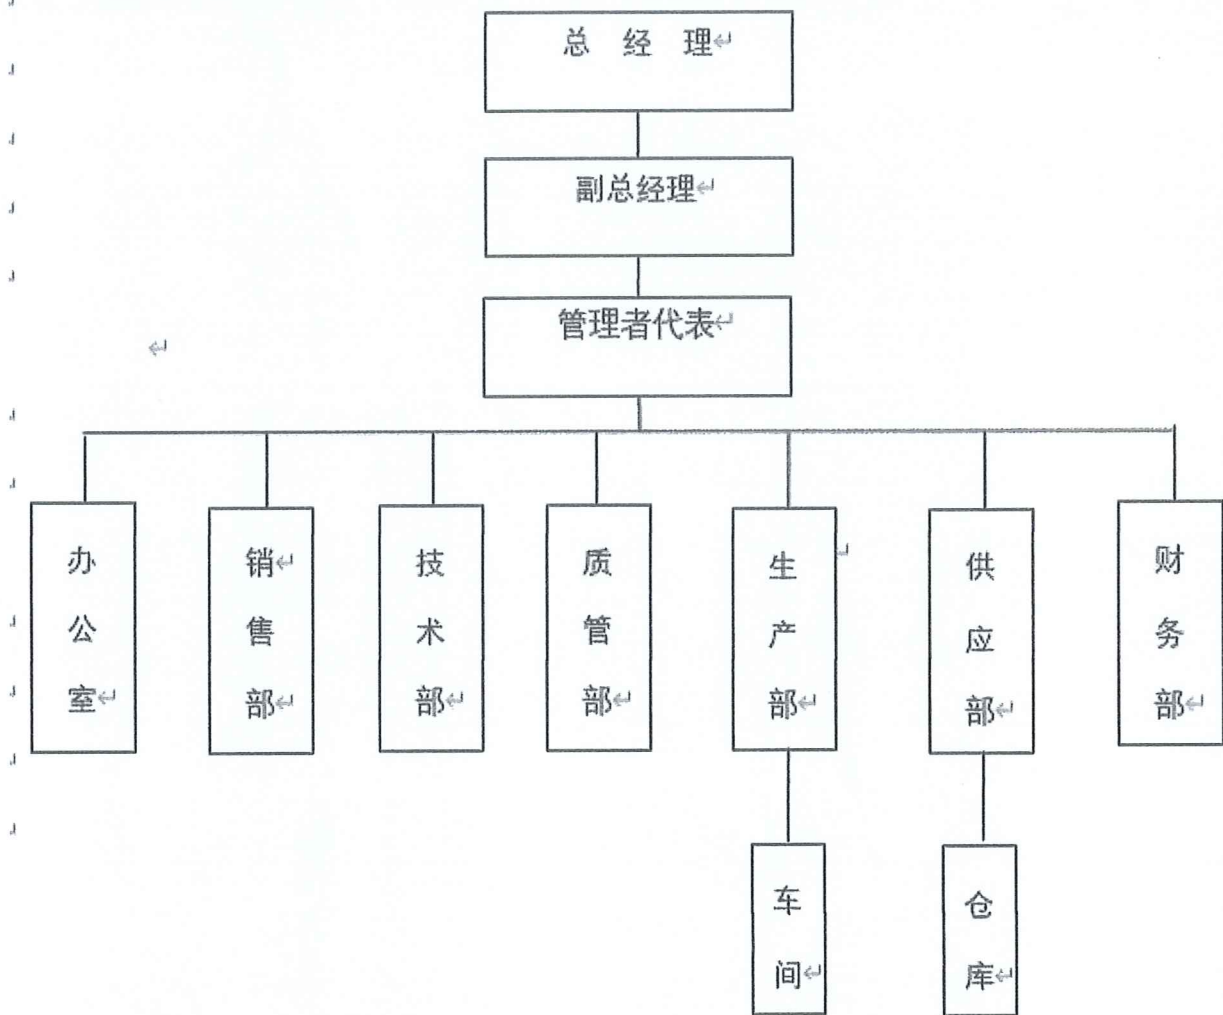 总 经 理
副总经理
管理者代表
办公室
销售部
技术部
质管部
生产部
供应部
财务部
车间
仓库